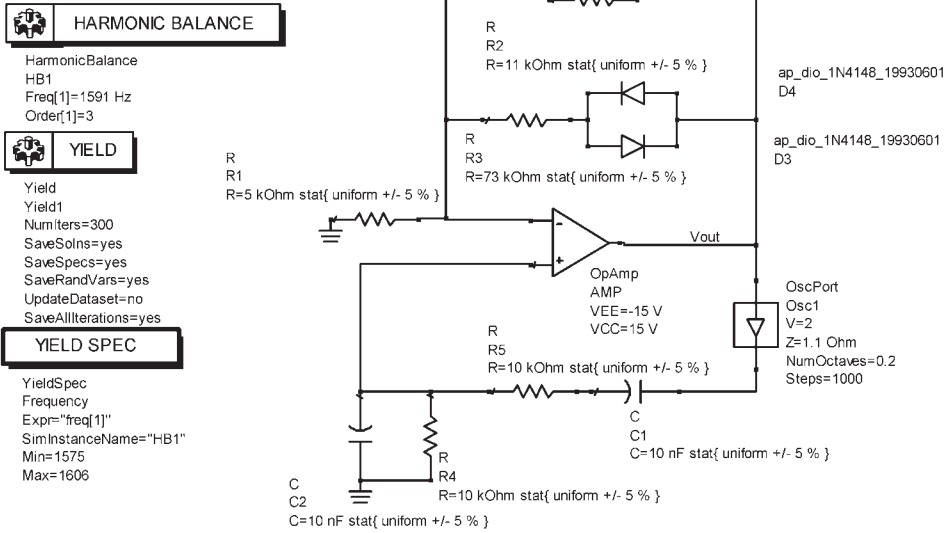 HARMONIC BALANCE
HarmonicBalance
HB1
Freq[1]=1591 Hz
Order[1]=3
YIELD
Yield
Yield1
NumIters=300
SaveSolns=yes
SaveSpecs=yes
SaveRandVars=yes
UpdateDataset=no
SaveAllIterations=yes
YIELD SPEC
YieldSpec
Frequency
Expr="freq[1]"
SimInstanceName="HB1"
Min=1575
Max=1606
R
R2
R=11 kOhm stat{ uniform +/- 5 % }
ap_dio_1N4148_19930601
D4
ap_dio_1N4148_19930601
D3
R
R3
R=73 kOhm stat{ uniform +/- 5 % }
R
R1
R=5 kOhm stat{ uniform +/- 5 % }
-
+
Vout
OpAmp
AMP
VEE=-15 V
VCC=15 V
OscPort
Osc1
V=2
Z=1.1 Ohm
NumOctaves=0.2
Steps=1000
R
R5
R=10 kOhm stat{ uniform +/- 5 % }
C
C1
C=10 nF stat{ uniform +/- 5 % }
R
R4
R=10 kOhm stat{ uniform +/- 5 % }
C
C2
C=10 nF stat{ uniform +/- 5 % }